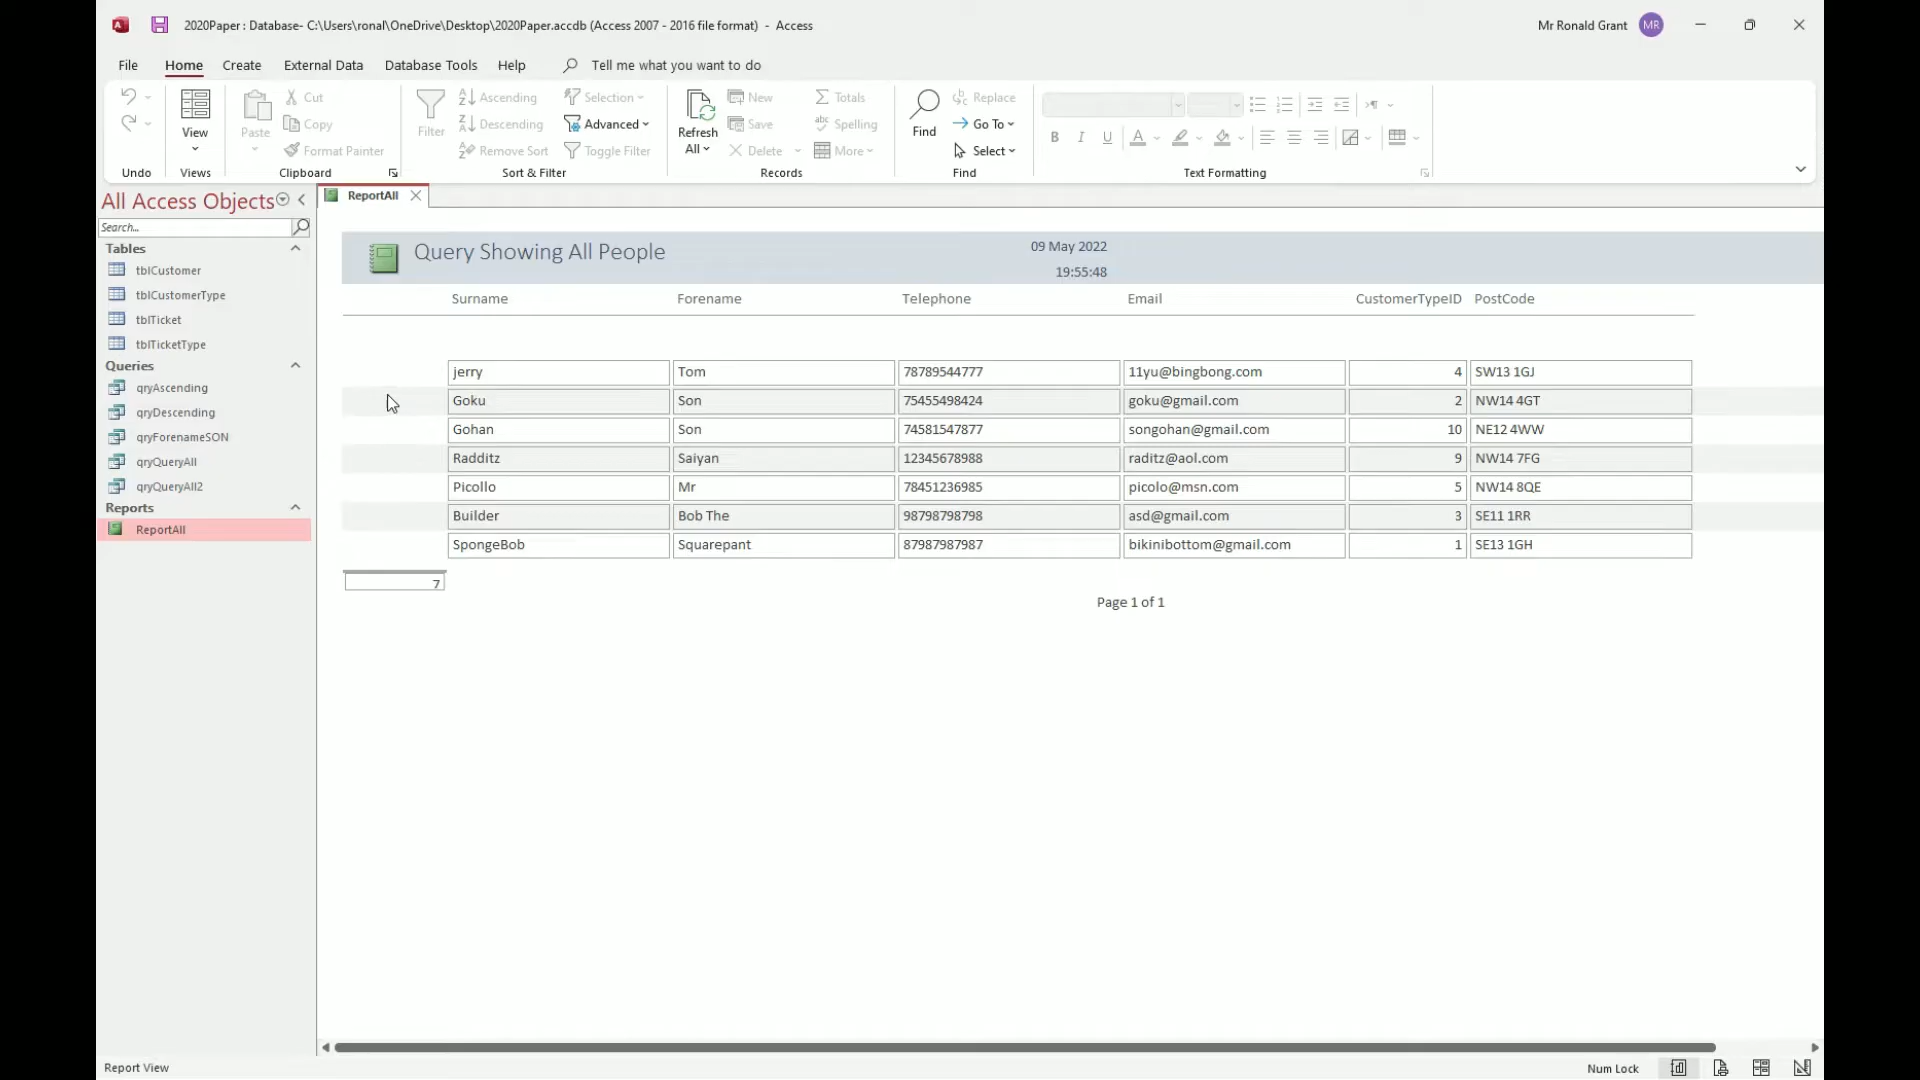 2020Paper : Database- C:\Users\ronal\OneDrive\Desktop\2020Paper.accdb (Access 2007 - 2016 file format) - Access
Mr Ronald Grant MR
File Home Create External Data Database Tools Help Tell me what you want to do
Undo
View
Views
Paste
Cut
Copy
Format Painter
Clipboard
Filter
Ascending
Descending
Remove Sort
Selection
Advanced
Toggle Filter
Sort & Filter
Refresh
All
New
Save
Delete
Totals
Spelling
More
Records
Find
Replace
Go To
Select
Find
B I U A
Text Formatting
All Access Objects
Search...
Tables
tblCustomer
tblCustomerType
tblTicket
tblTicketType
Queries
qryAscending
qryDescending
qryForenameSON
qryQueryAll
qryQueryAll2
Reports
ReportAll
ReportAll
Query Showing All People
09 May 2022
19:55:48
Surname Forename Telephone Email CustomerTypeID PostCode
jerry Tom 78789544777 11yu@bingbong.com 4 SW13 1GJ
Goku Son 75455498424 goku@gmail.com 2 NW14 4GT
Gohan Son 74581547877 songohan@gmail.com 10 NE12 4WW
Radditz Saiyan 12345678988 raditz@aol.com 9 NW14 7FG
Picollo Mr 78451236985 picolo@msn.com 5 NW14 8QE
Builder Bob The 98798798798 asd@gmail.com 3 SE11 1RR
SpongeBob Squarepant 87987987987 bikinibottom@gmail.com 1 SE13 1GH
7
Page 1 of 1
Report View
Num Lock